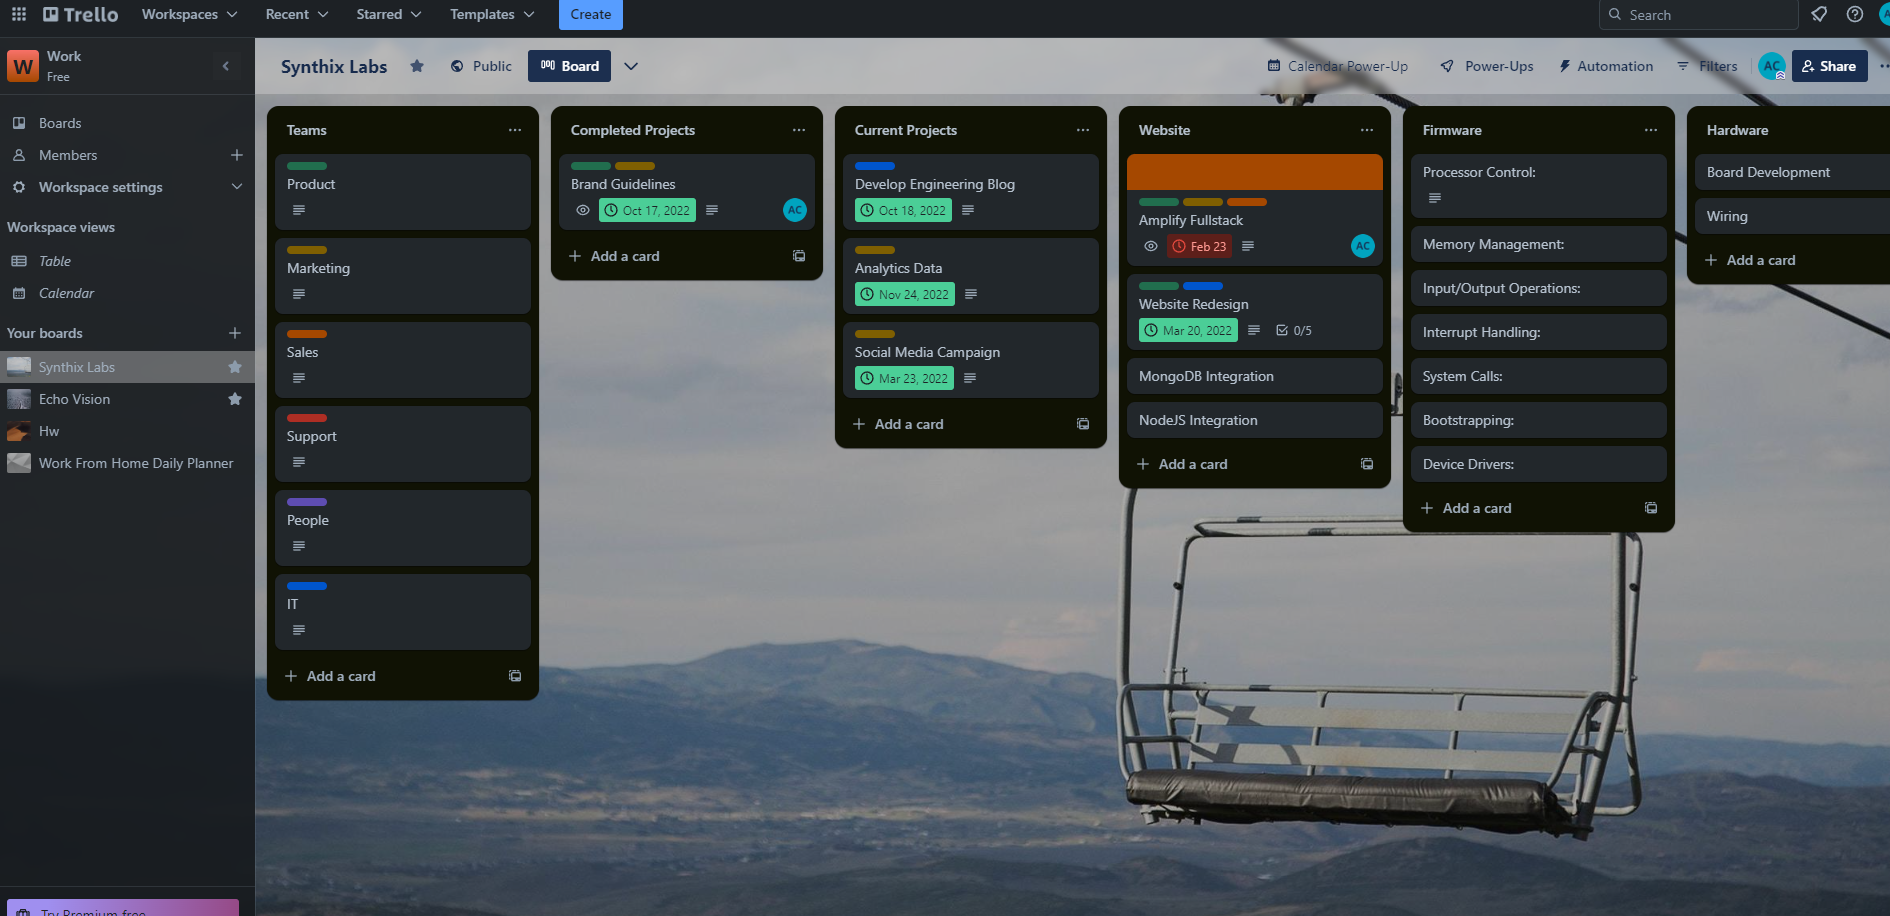 Trello
Workspaces
Recent
Starred
Templates
Create
Search
W
Work
Free
Synthix Labs
Public
Board
Calendar Power-Up
Power-Ups
Automation
Filters
AC
Share
Boards
Members
Workspace settings
Workspace views
Table
Calendar
Your boards
Synthix Labs
Echo Vision
Hw
Work From Home Daily Planner
Try Premium free
Teams
Product
Marketing
Sales
Support
People
IT
Add a card
Completed Projects
Brand Guidelines
Oct 17, 2022
AC
Add a card
Current Projects
Develop Engineering Blog
Oct 18, 2022
Analytics Data
Nov 24, 2022
Social Media Campaign
Mar 23, 2022
Add a card
Website
Amplify Fullstack
Feb 23
AC
Website Redesign
Mar 20, 2022
0/5
MongoDB Integration
NodeJS Integration
Add a card
Firmware
Processor Control:
Memory Management:
Input/Output Operations:
Interrupt Handling:
System Calls:
Bootstrapping:
Device Drivers:
Add a card
Hardware
Board Development
Wiring
Add a card